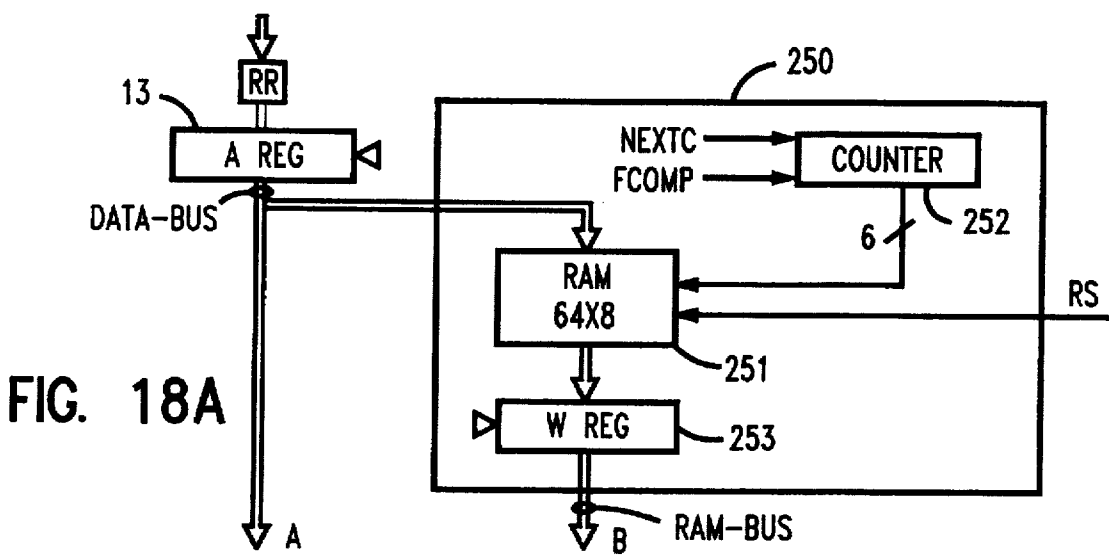 250
RR
13
A REG
NEXTC
FCOMP
COUNTER
DATA-BUS
6
252
RAM
64X8
RS
251
FIG. 18A
W REG
253
A
B
RAM-BUS